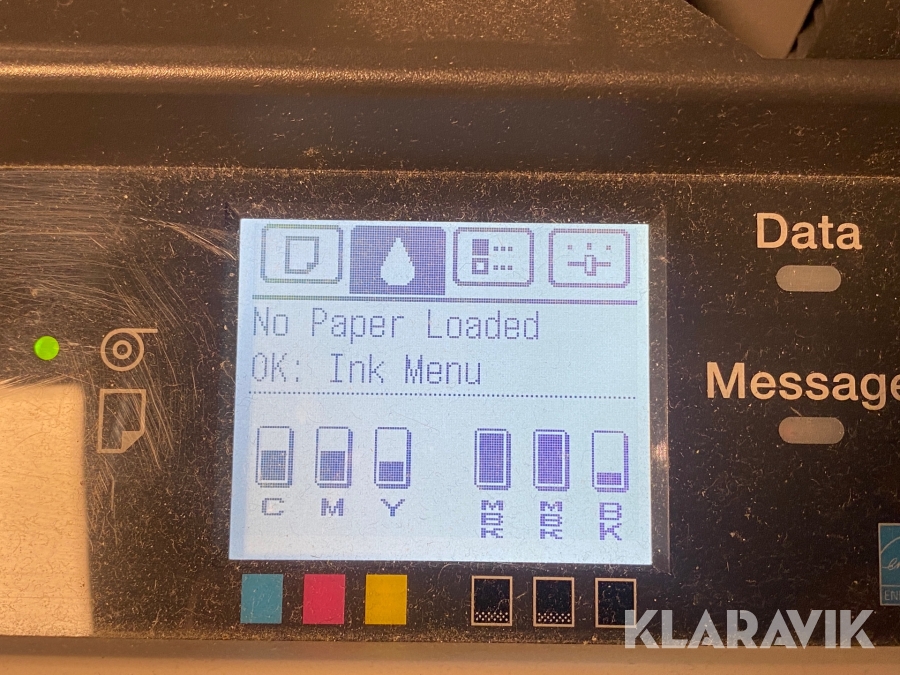 Data
No Paper Loaded
OK: Ink Menu
Message
C M Y MBK MBK BK
KLARAVIK